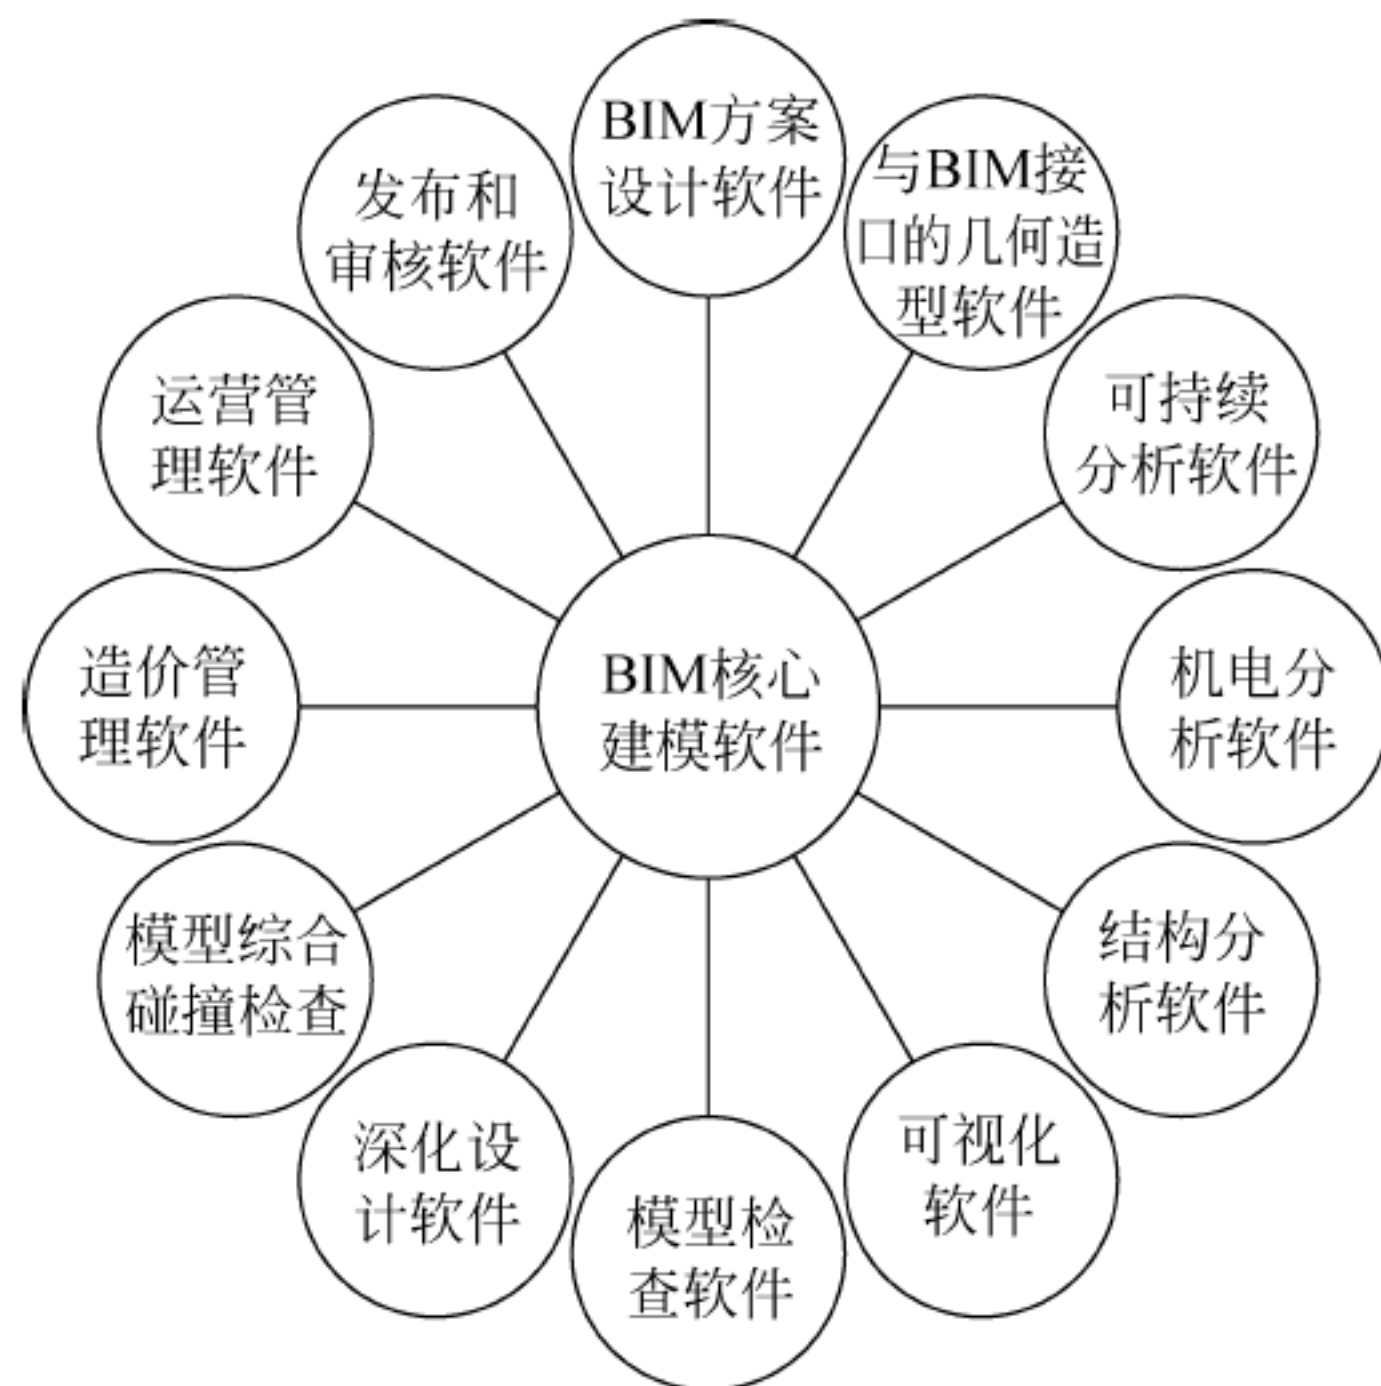 BIM方案
设计软件
与BIM接
口的几何造
型软件
可持续
分析软件
机电分
析软件
结构分
析软件
可视化
软件
模型检
查软件
深化设
计软件
模型综合
碰撞检查
造价管
理软件
运营管
理软件
发布和
审核软件
BIM核心
建模软件